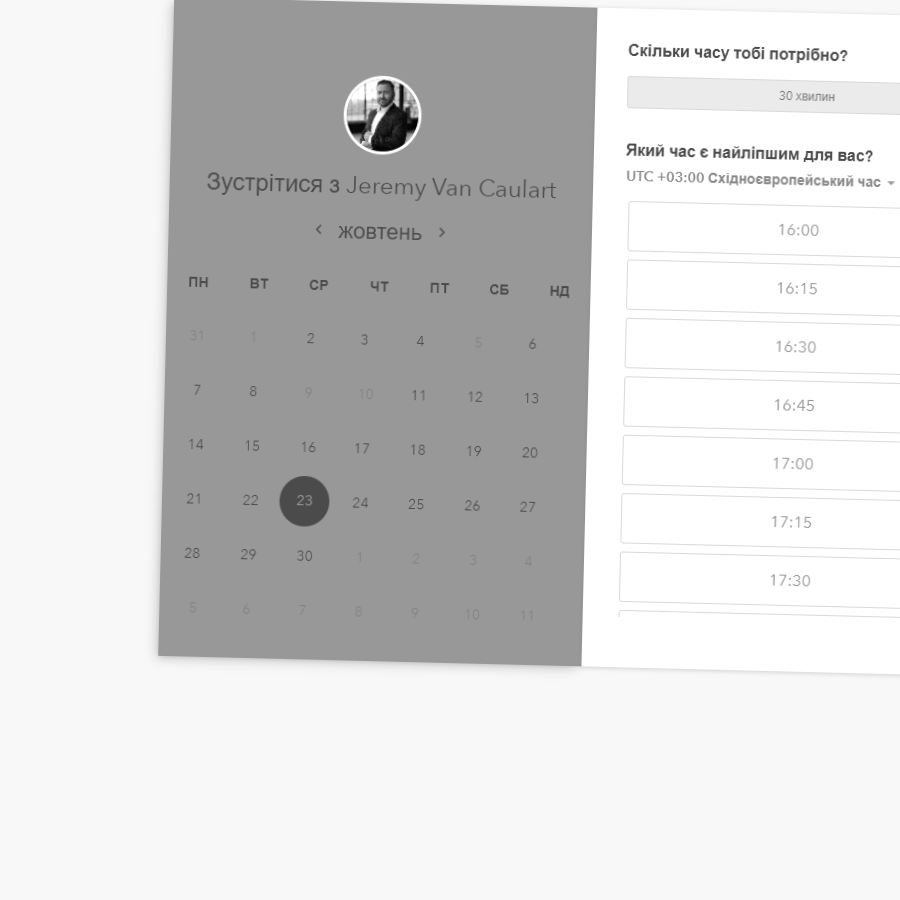 Зустрітися з Jeremy Van Caulart
‹ жовтень ›
ПН ВТ СР ЧТ ПТ СБ НД
31 1 2 3 4 5 6
7 8 9 10 11 12 13
14 15 16 17 18 19 20
21 22 23 24 25 26 27
28 29 30 1 2 3 4
5 6 7 8 9 10 11
Скільки часу тобі потрібно?
30 хвилин
Який час є найліпшим для вас?
UTC +03:00 Східноєвропейський час
16:00
16:15
16:30
16:45
17:00
17:15
17:30